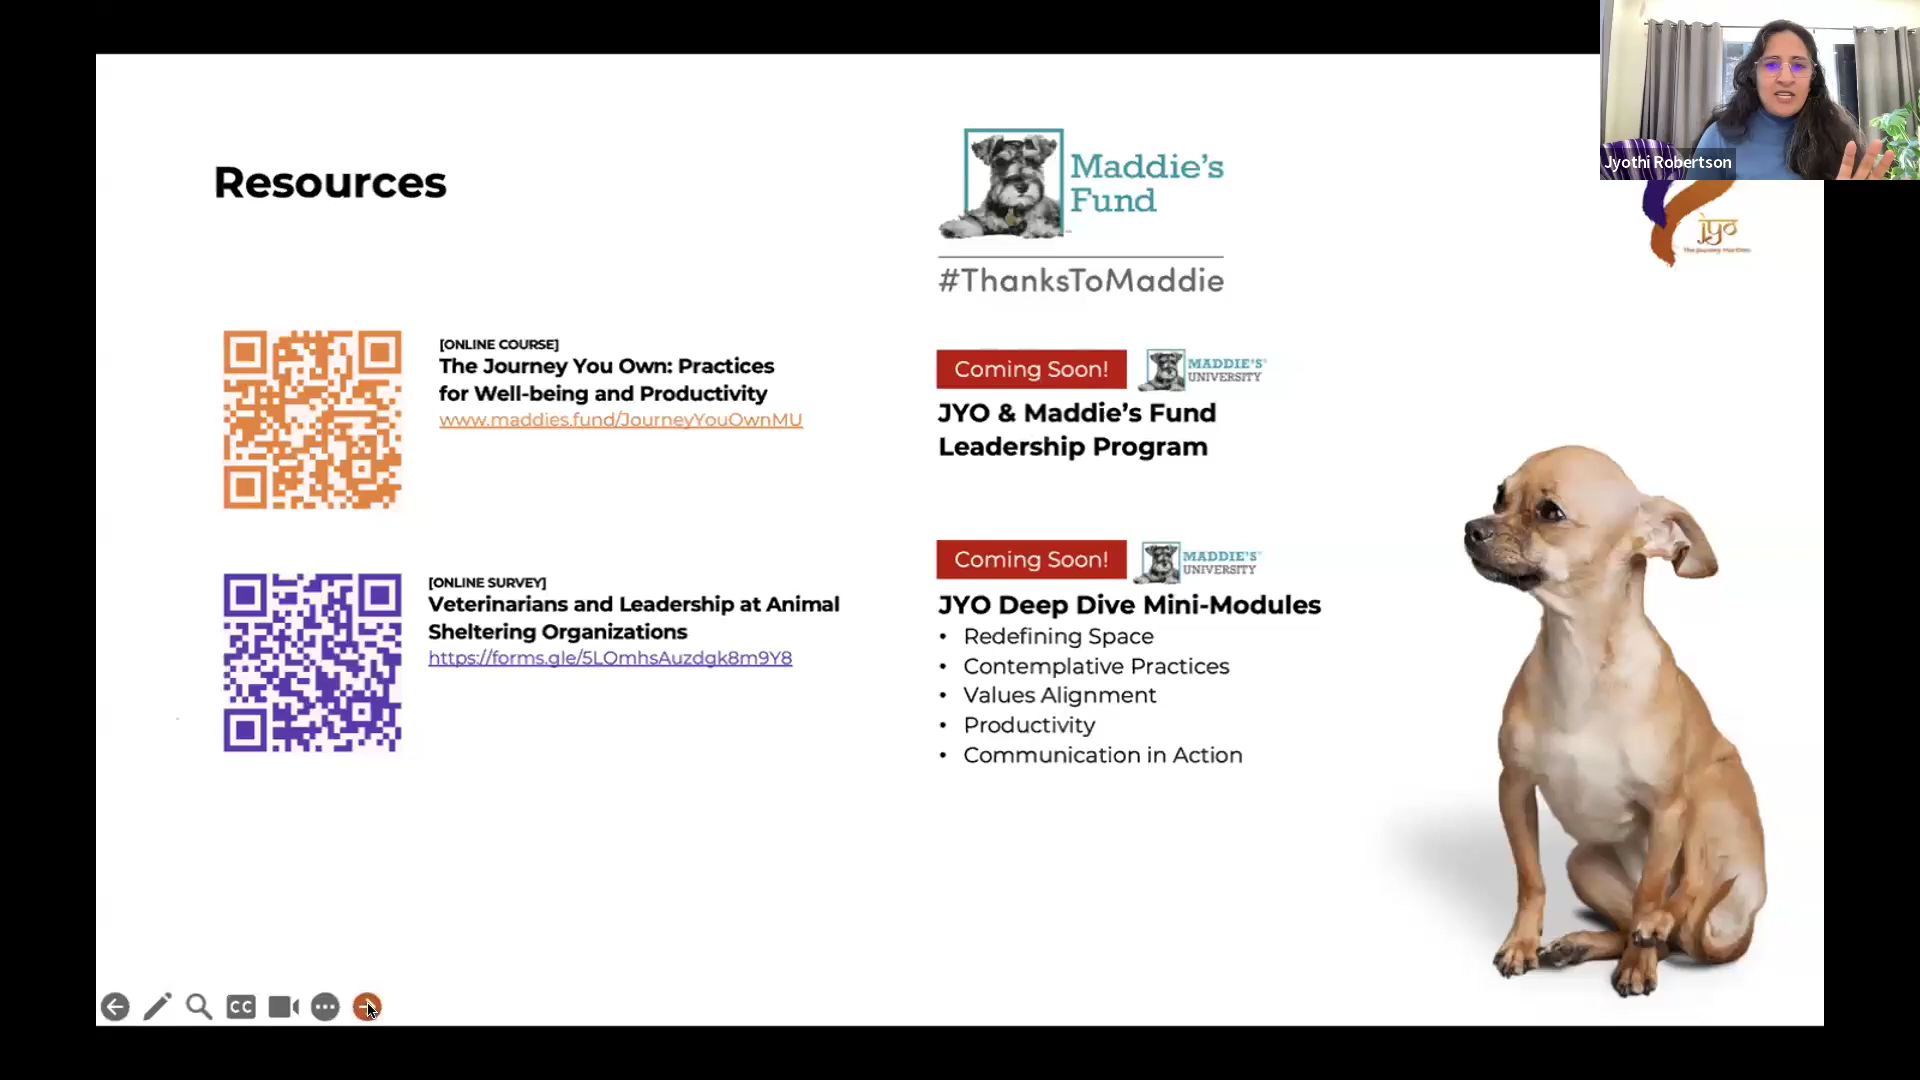 Resources
Maddie's
Fund
#ThanksToMaddie
Jyothi Robertson
jyo
[ONLINE COURSE]
The Journey You Own: Practices
for Well-being and Productivity
www.maddies.fund/JourneyYouOwnMU
[ONLINE SURVEY]
Veterinarians and Leadership at Animal
Sheltering Organizations
https://forms.gle/5LQmhsAuzdgk8m9Y8
Coming Soon!
MADDIE'S®
UNIVERSITY
JYO & Maddie's Fund
Leadership Program
Coming Soon!
MADDIE'S®
UNIVERSITY
JYO Deep Dive Mini-Modules
• Redefining Space
• Contemplative Practices
• Values Alignment
• Productivity
• Communication in Action
CC